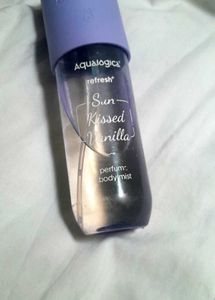 Aqualogica®
refresh+
Sun
Kissed
Vanilla
perfume
body mist